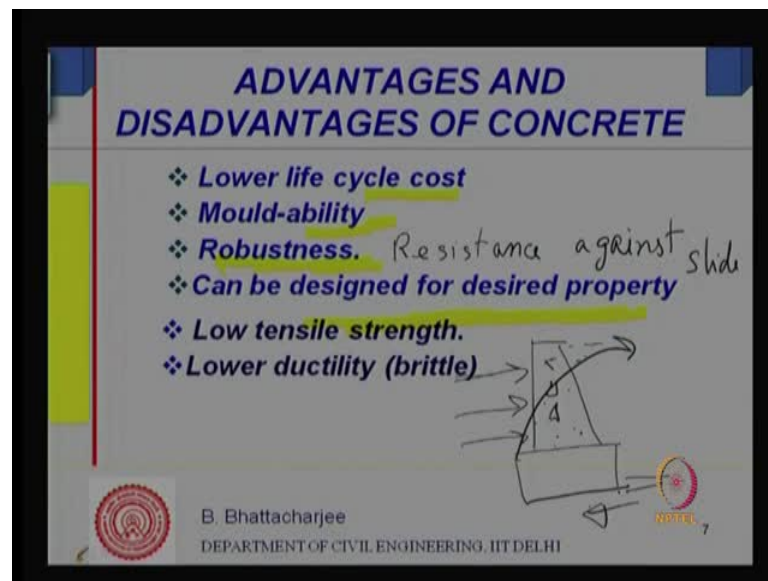 ADVANTAGES AND
DISADVANTAGES OF CONCRETE
❖ Lower life cycle cost
❖ Mould-ability
❖ Robustness. Resistance against slide
❖ Can be designed for desired property
❖ Low tensile strength.
❖ Lower ductility (brittle)
B. Bhattacharjee
DEPARTMENT OF CIVIL ENGINEERING, IIT DELHI
NPTEL
7